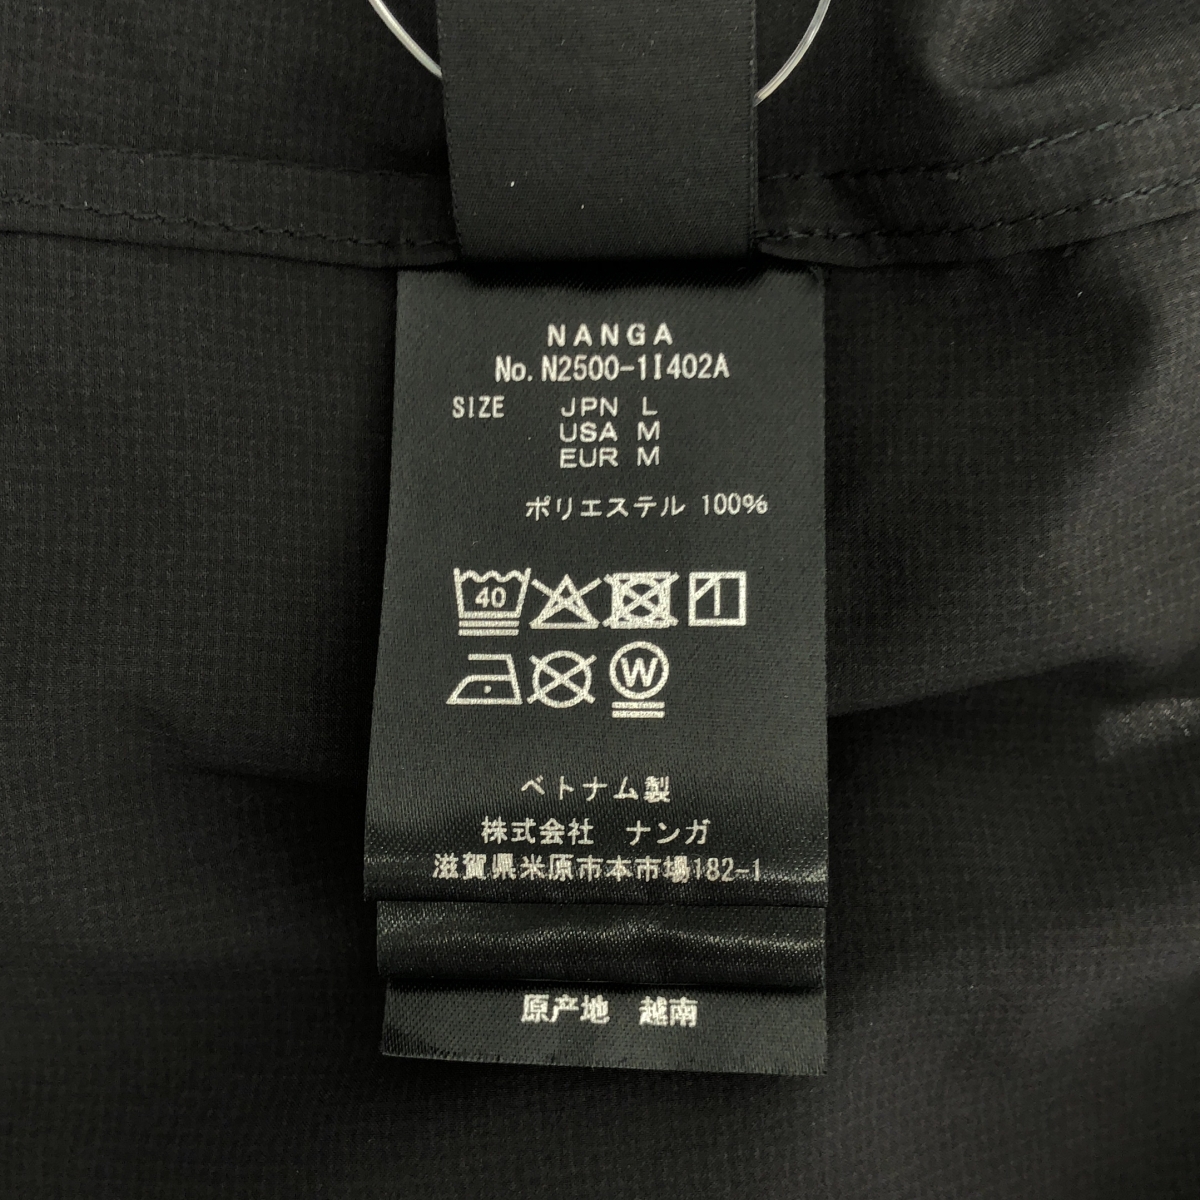 NANGA
No. N2500-1I402A
SIZE JPN L
USA M
EUR M
ポリエステル 100%
40
W
ベトナム製
株式会社 ナンガ
滋賀県米原市本市場182-1
原产地 越南